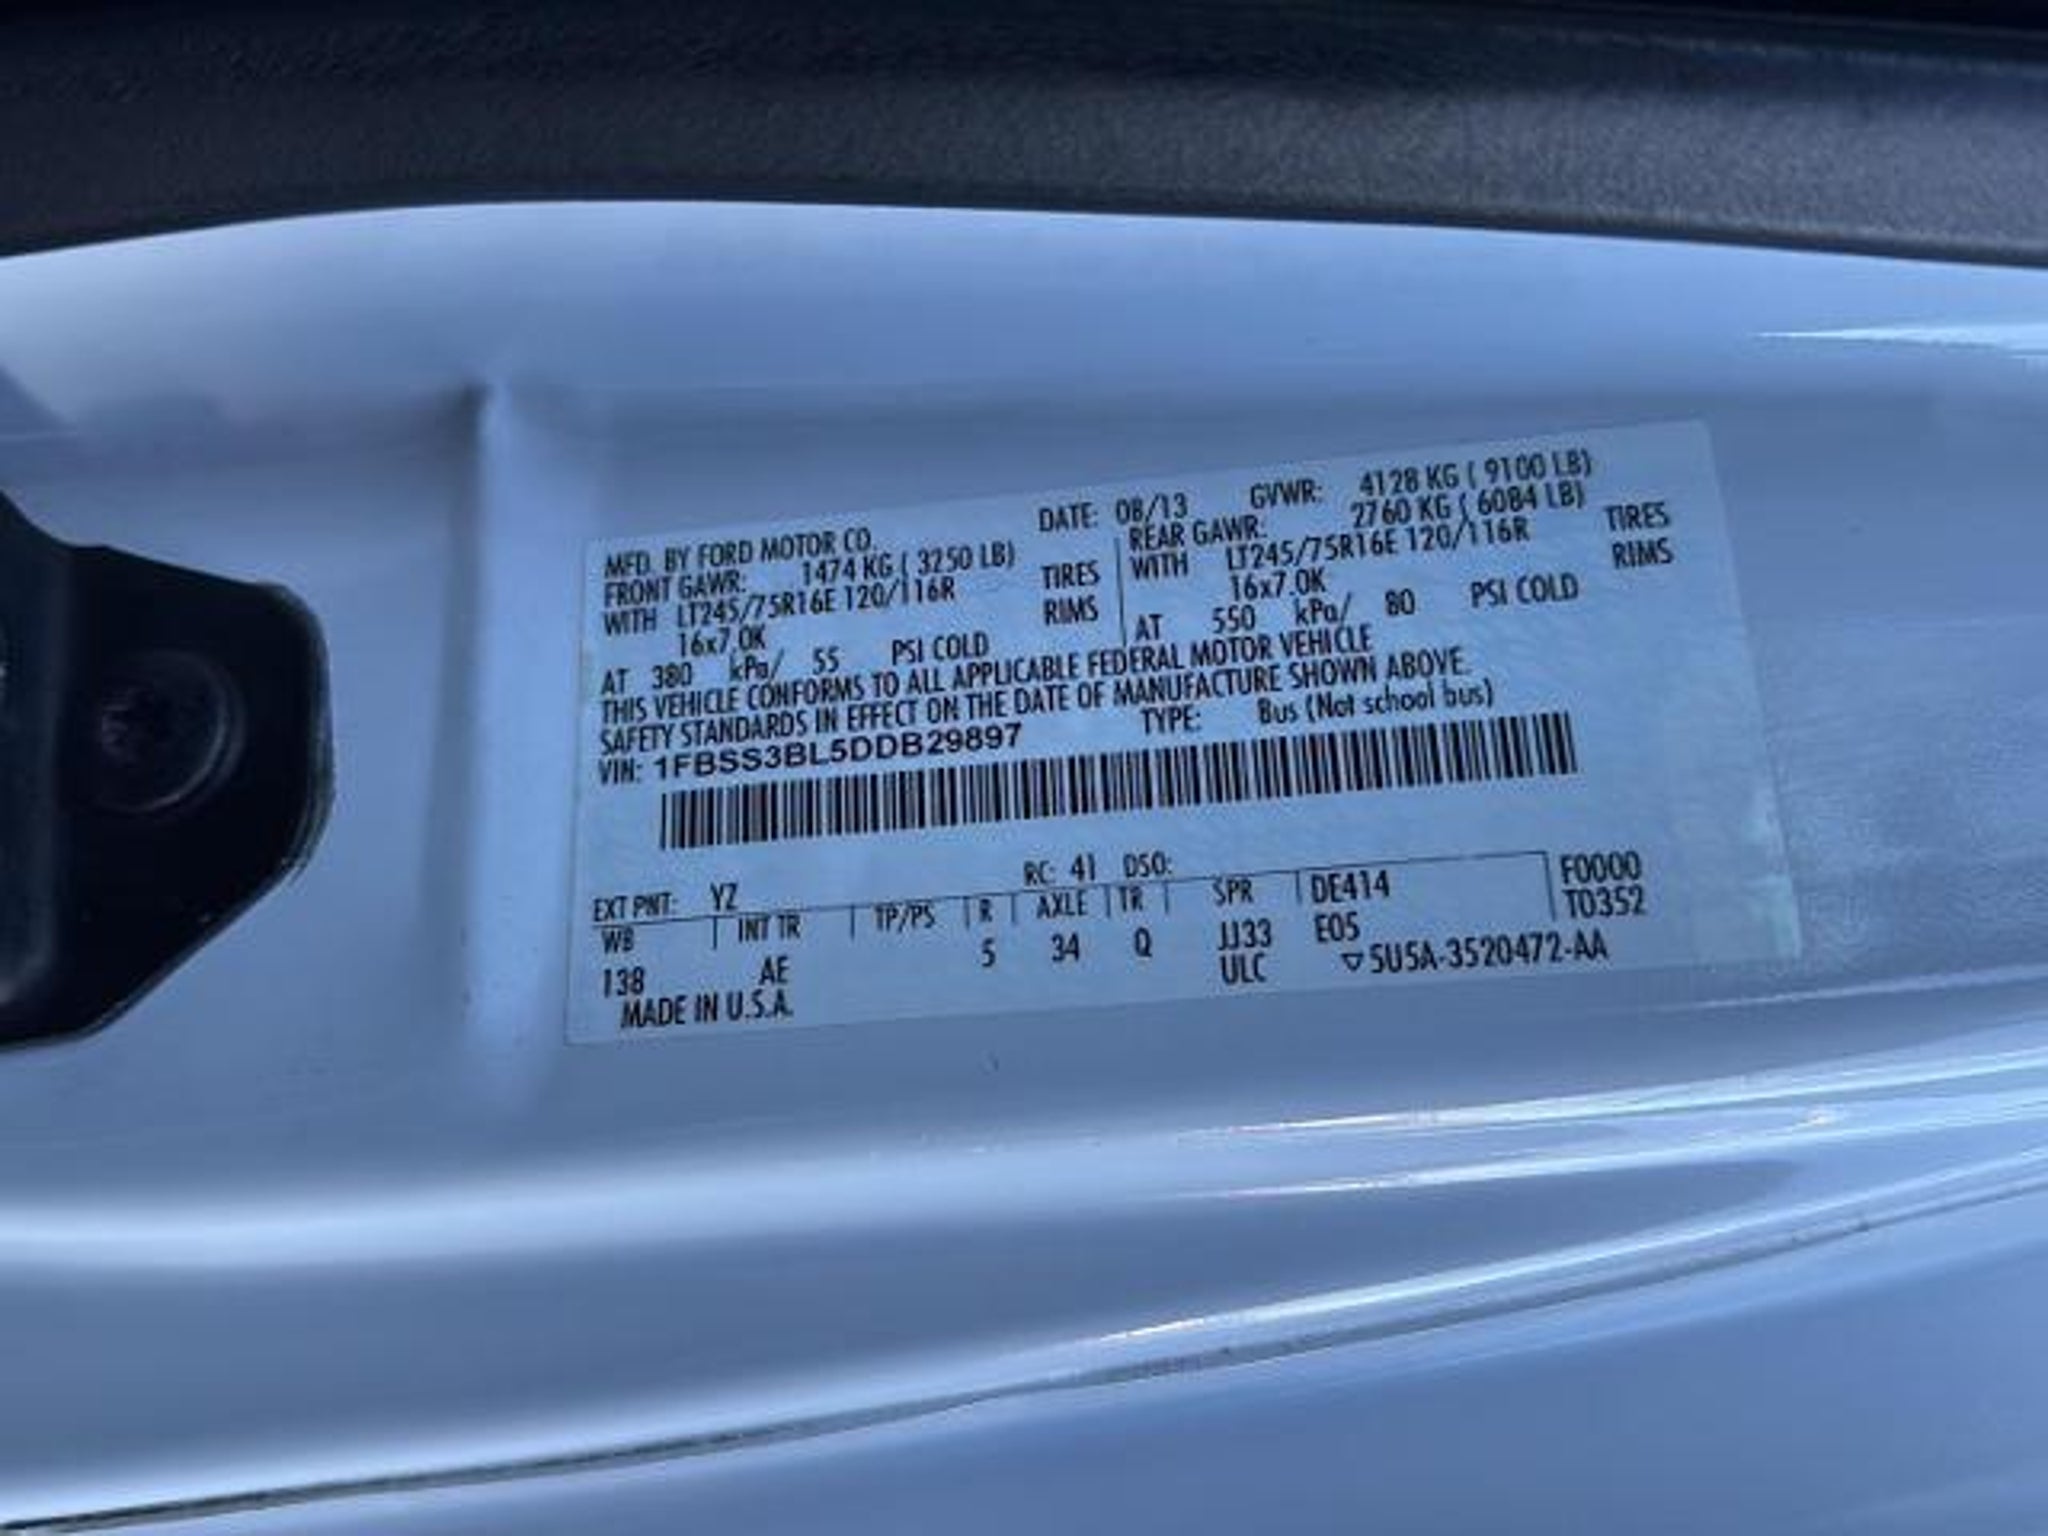 MFD. BY FORD MOTOR CO. DATE: 08/13 GVWR: 4128 KG ( 9100 LB)
FRONT GAWR: 1474 KG ( 3250 LB) REAR GAWR: 2760 KG ( 6084 LB)
WITH LT245/75R16E 120/116R TIRES WITH LT245/75R16E 120/116R TIRES
16x7.0K RIMS 16x7.0K RIMS
AT 380 kPa/ 55 PSI COLD AT 550 kPa/ 80 PSI COLD
THIS VEHICLE CONFORMS TO ALL APPLICABLE FEDERAL MOTOR VEHICLE
SAFETY STANDARDS IN EFFECT ON THE DATE OF MANUFACTURE SHOWN ABOVE.
VIN: 1FBSS3BL5DDB29897 TYPE: Bus (Not school bus)
EXT PNT: YZ RC: 41 DSO: F0000
WB INT TR TP/PS R AXLE TR SPR DE414 T0352
138 AE 5 34 Q JJ33 E05
ULC ▽5U5A-3520472-AA
MADE IN U.S.A.